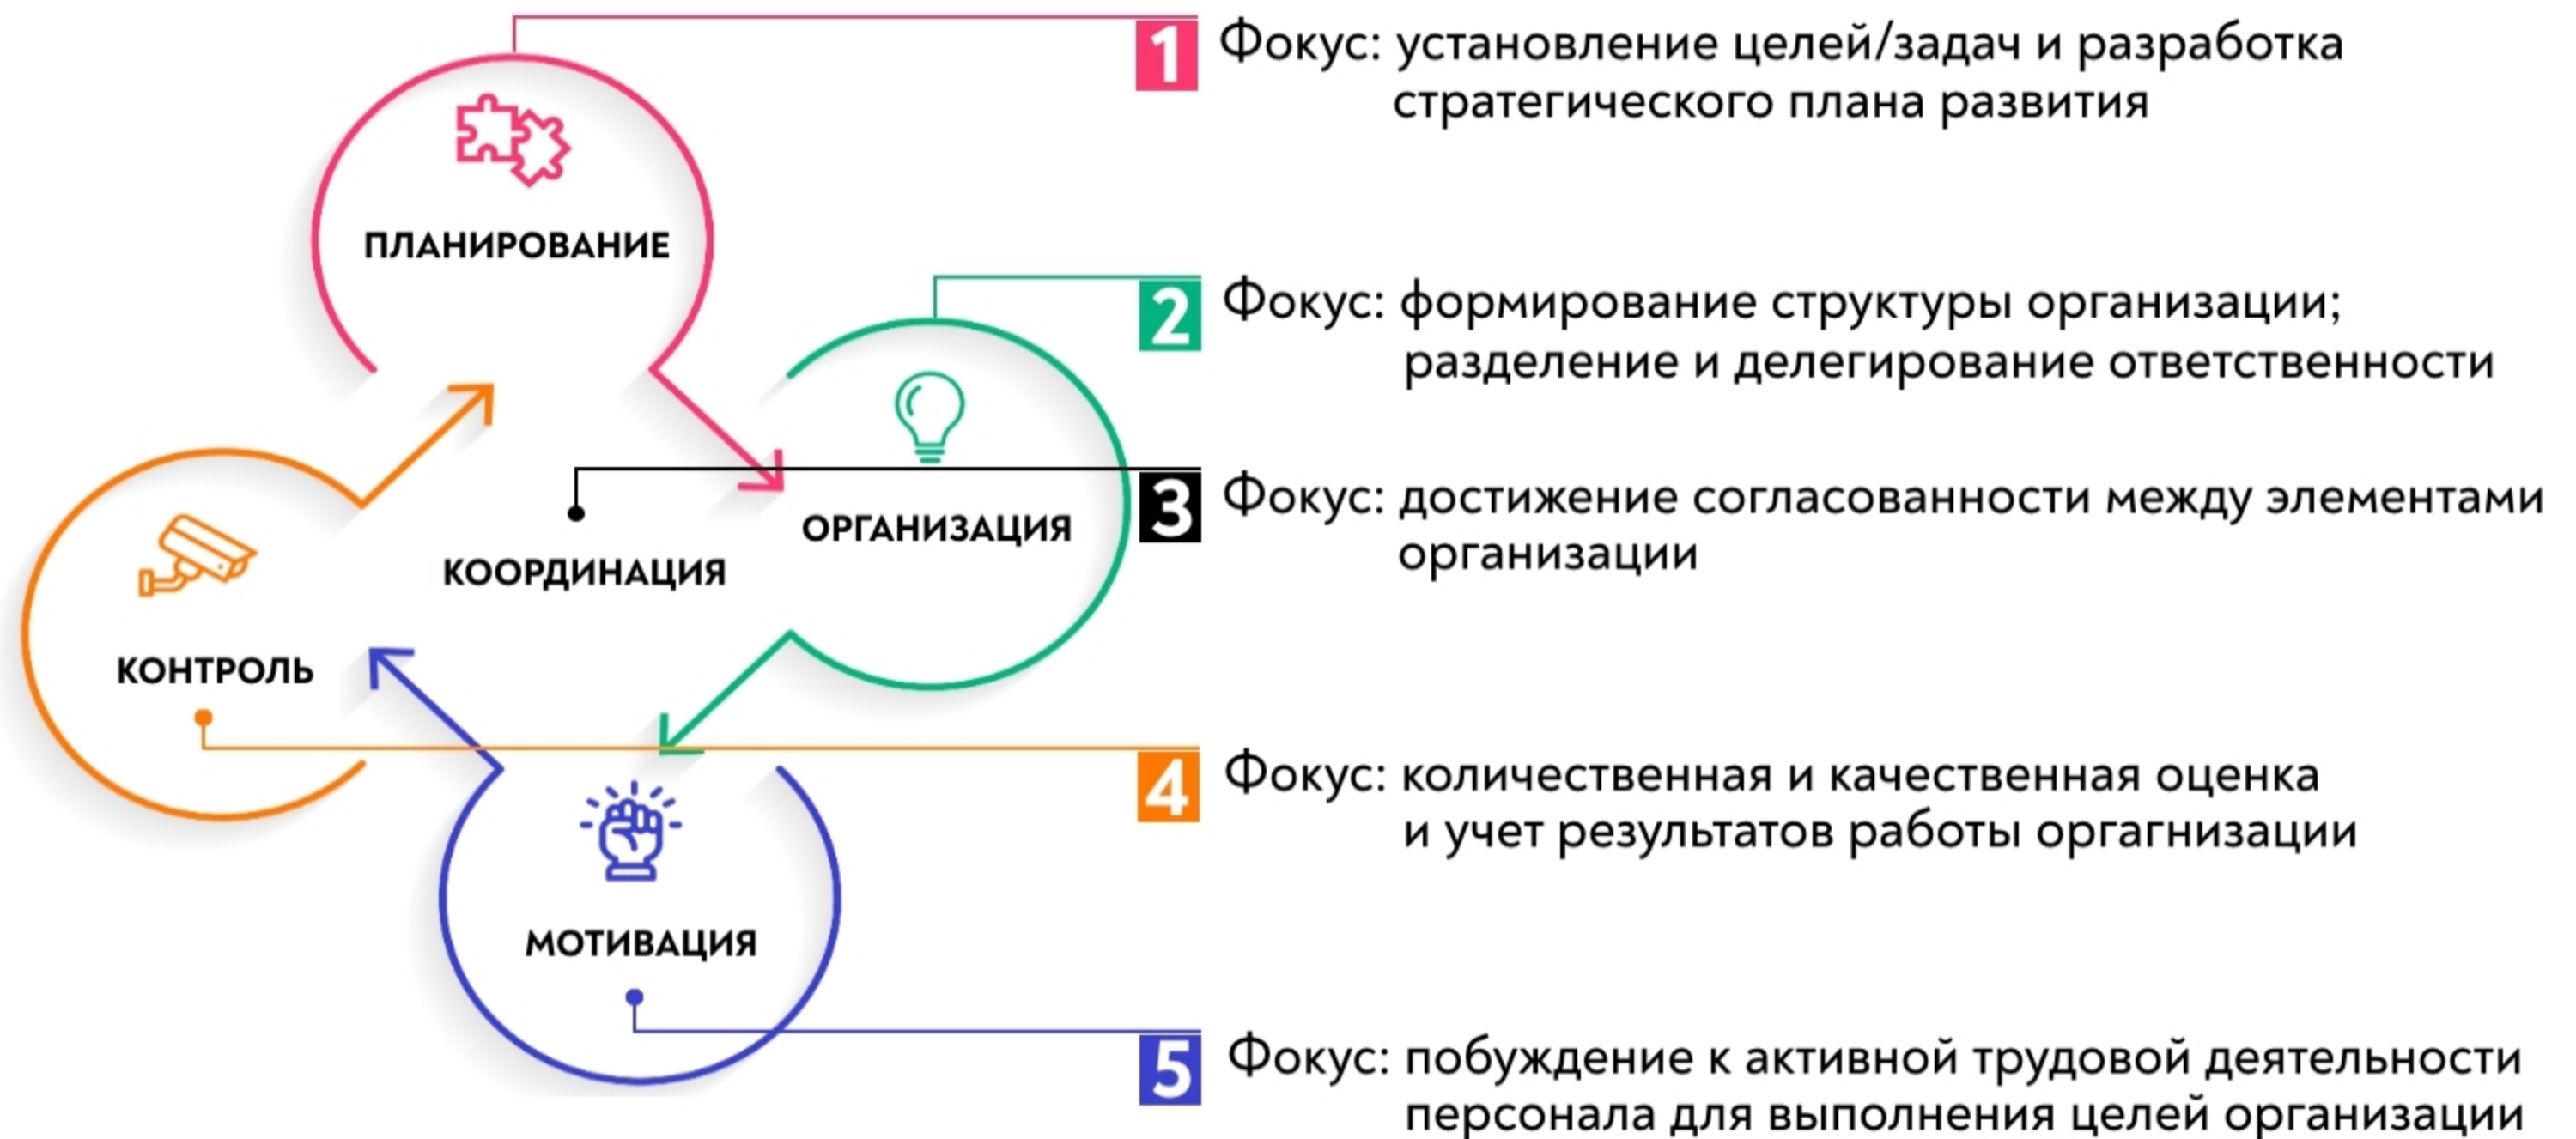 ПЛАНИРОВАНИЕ
ОРГАНИЗАЦИЯ
КООРДИНАЦИЯ
КОНТРОЛЬ
МОТИВАЦИЯ
1 Фокус: установление целей/задач и разработка
стратегического плана развития
2 Фокус: формирование структуры организации;
разделение и делегирование ответственности
3 Фокус: достижение согласованности между элементами
организации
4 Фокус: количественная и качественная оценка
и учет результатов работы оргагнизации
5 Фокус: побуждение к активной трудовой деятельности
персонала для выполнения целей организации